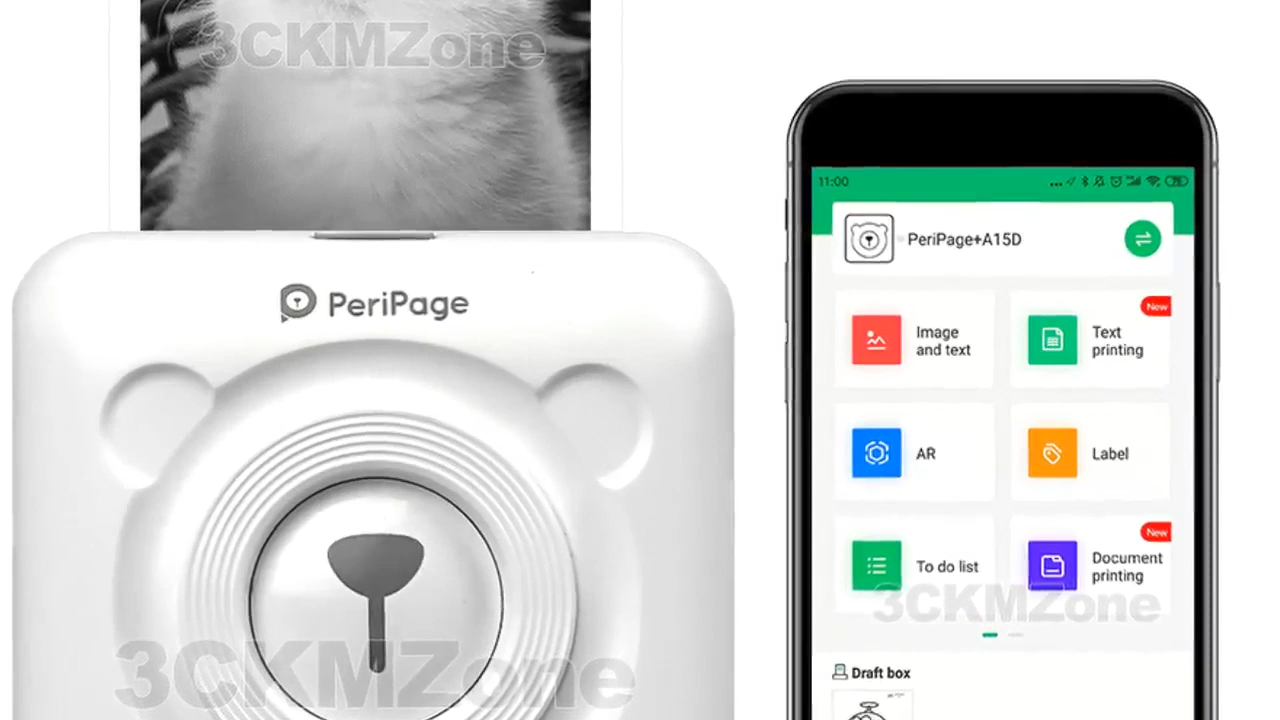 3CKMZone
PeriPage
3CKMZone
11:00
PeriPage+A15D
Image
and text
New
Text
printing
AR
Label
To do list
New
Document
printing
3CKMZone
Draft box